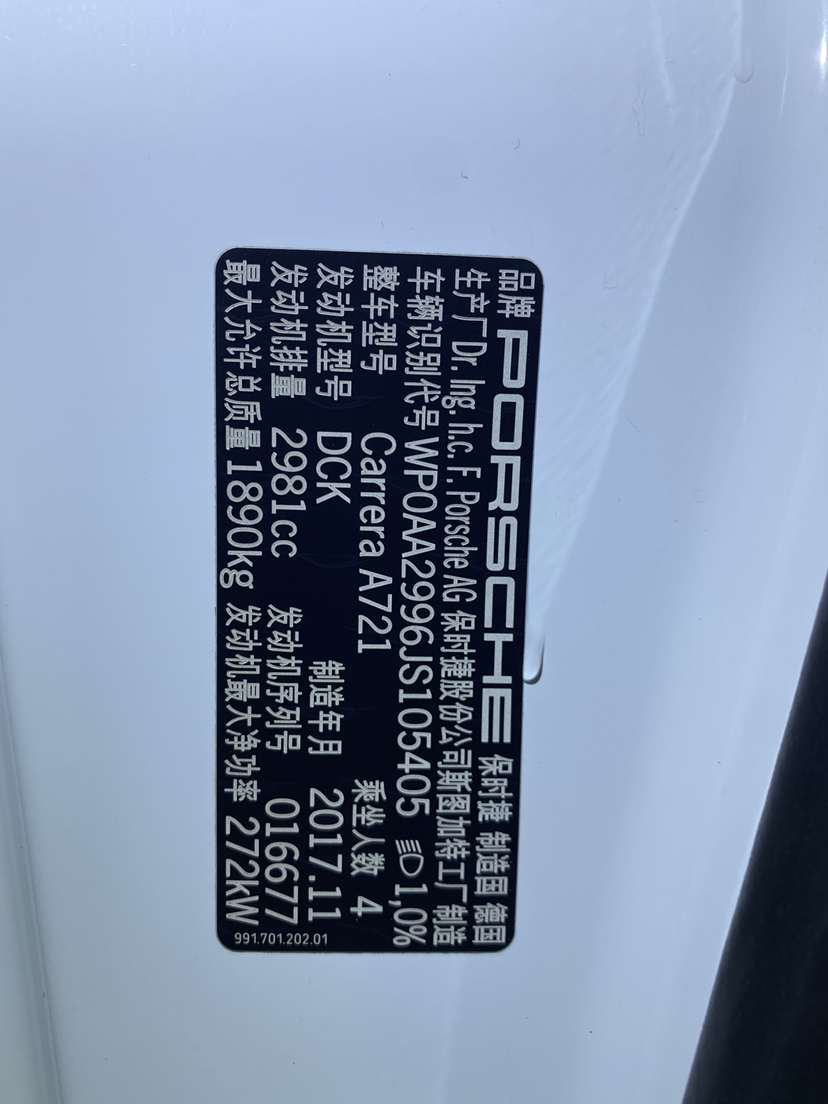 品牌 PORSCHE 保时捷 制造国 德国
生产厂 Dr. Ing. h.c. F. Porsche AG 保时捷股份公司斯图加特工厂 制造
车辆识别代号 WP0AA2996JS105405 1,0%
整车型号 Carrera A721 乘坐人数 4
发动机型号 DCK 制造年月 2017.11
发动机排量 2981cc 发动机序列号 016677
最大允许总质量 1890kg 发动机最大净功率 272kW
991.701.202.01